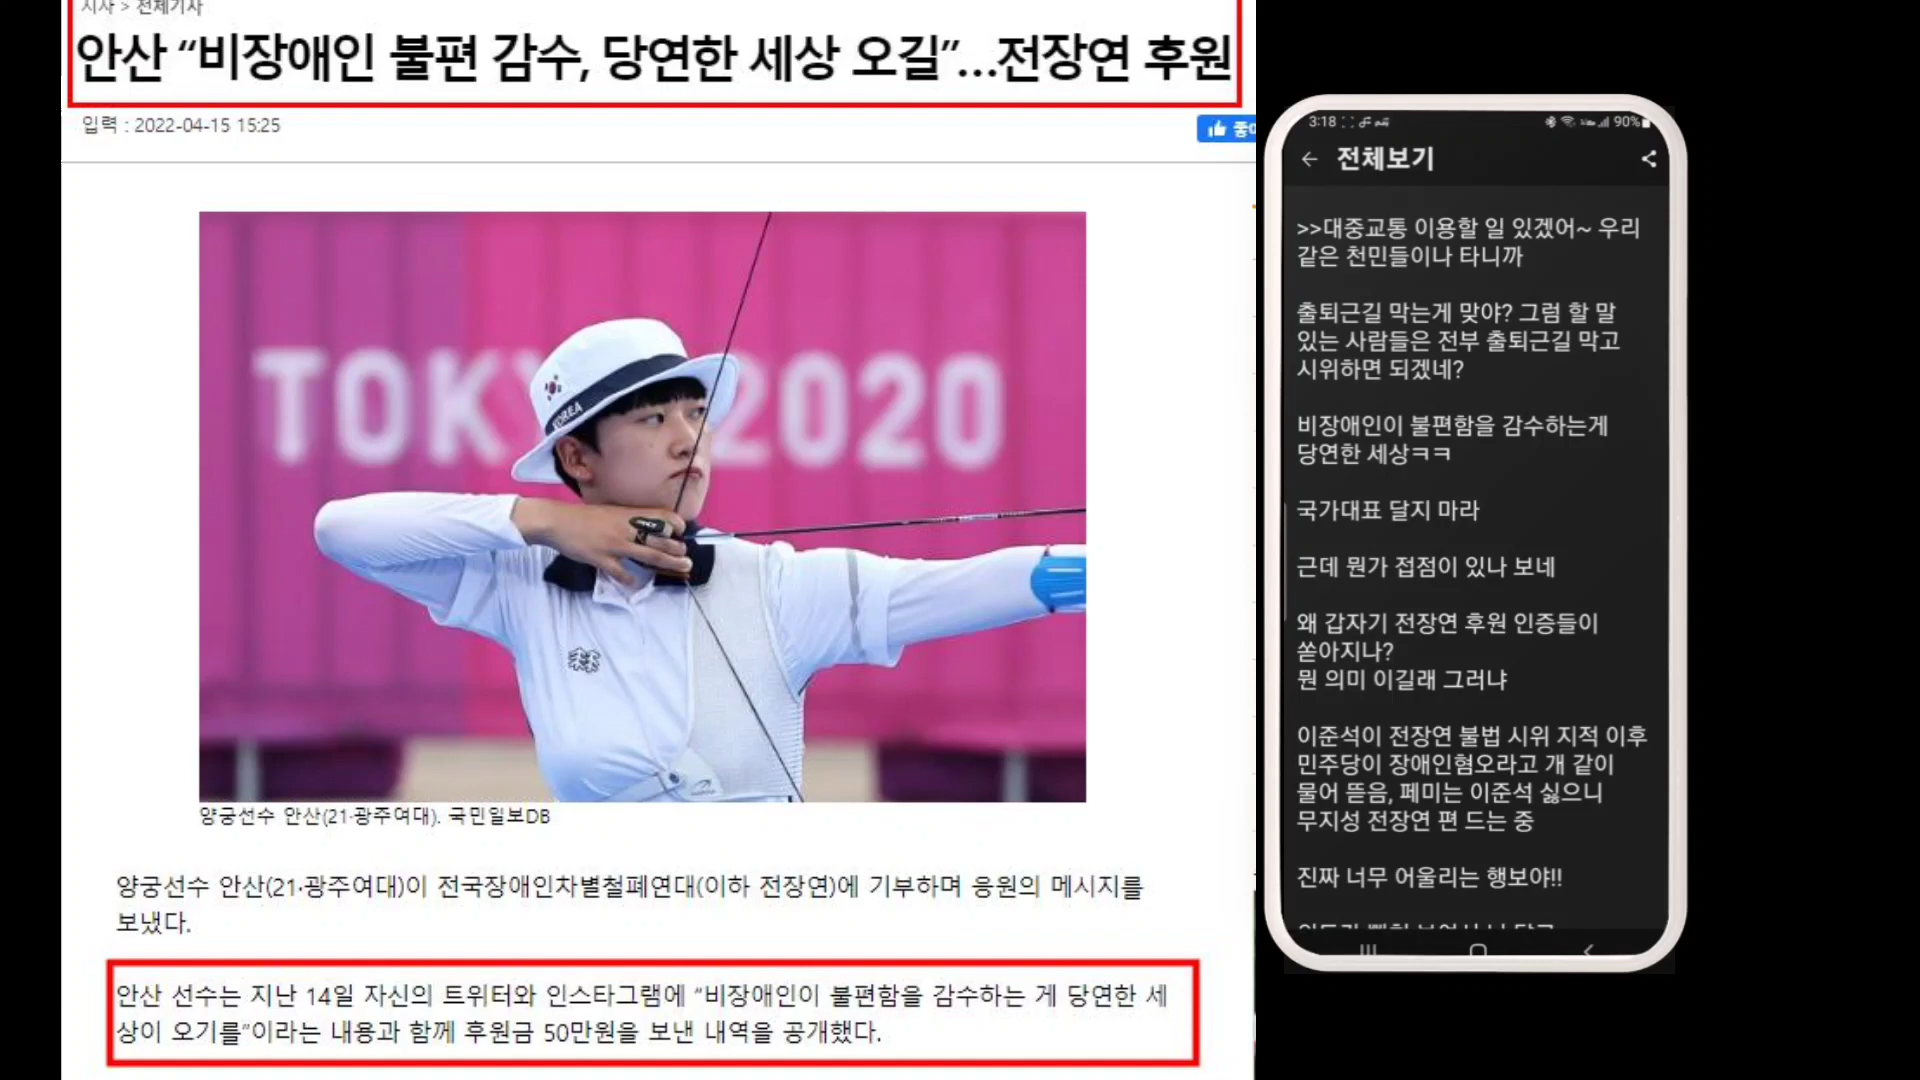 시사 > 전체기사
안산 “비장애인 불편 감수, 당연한 세상 오길”…전장연 후원
입력 : 2022-04-15 15:25
TOKYO 2020
KOREA
양궁선수 안산(21·광주여대). 국민일보DB
양궁선수 안산(21·광주여대)이 전국장애인차별철폐연대(이하 전장연)에 기부하며 응원의 메시지를
보냈다.
안산 선수는 지난 14일 자신의 트위터와 인스타그램에 “비장애인이 불편함을 감수하는 게 당연한 세
상이 오기를”이라는 내용과 함께 후원금 50만원을 보낸 내역을 공개했다.
3:18
90%
전체보기
>>대중교통 이용할 일 있겠어~ 우리
같은 천민들이나 타니까
출퇴근길 막는게 맞야? 그럼 할 말
있는 사람들은 전부 출퇴근길 막고
시위하면 되겠네?
비장애인이 불편함을 감수하는게
당연한 세상ㅋㅋ
국가대표 달지 마라
근데 뭔가 접점이 있나 보네
왜 갑자기 전장연 후원 인증들이
쏟아지나?
뭔 의미 이길래 그러냐
이준석이 전장연 불법 시위 지적 이후
민주당이 장애인혐오라고 개 같이
물어 뜯음, 페미는 이준석 싫으니
무지성 전장연 편 드는 중
진짜 너무 어울리는 행보야!!